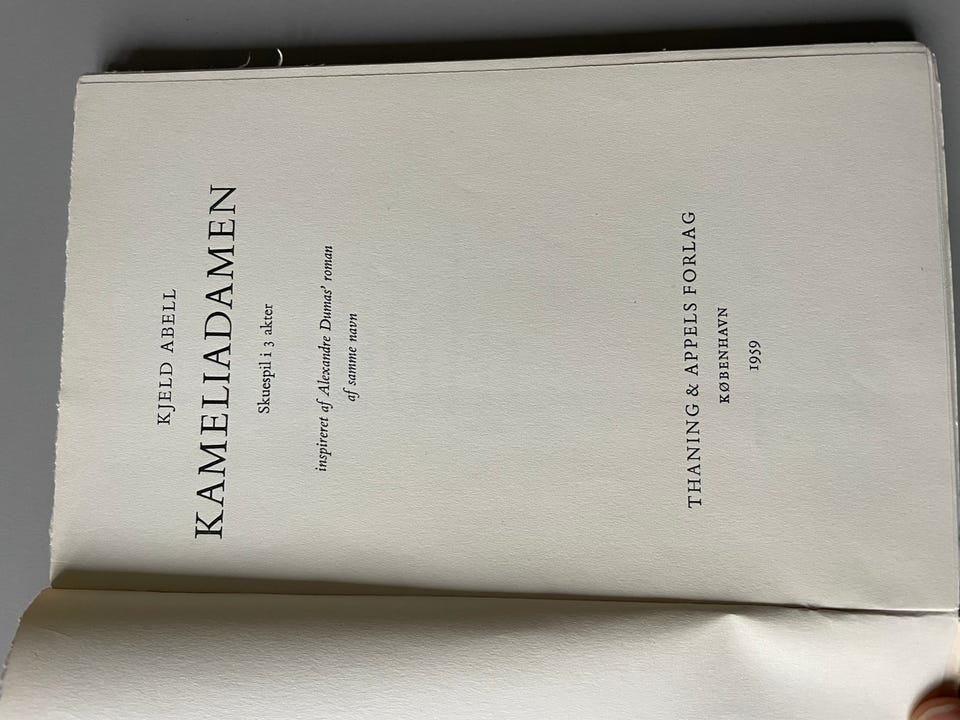 KJELD ABELL
KAMELIADAMEN
Skuespil i 3 akter
inspireret af Alexandre Dumas' roman
af samme navn
THANING & APPELS FORLAG
KØBENHAVN
1959